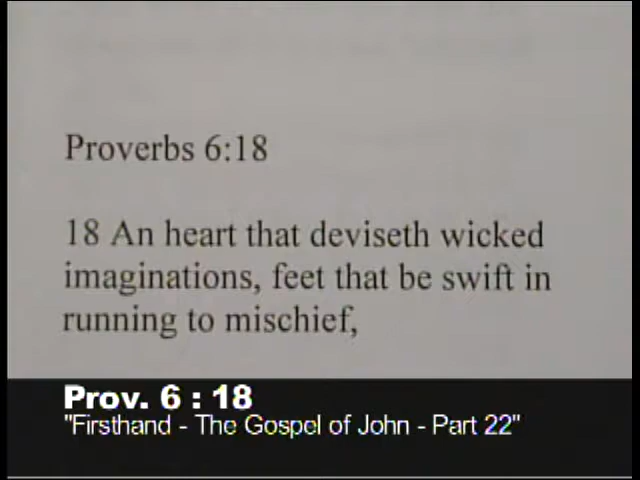 Proverbs 6:18
18 An heart that deviseth wicked
imaginations, feet that be swift in
running to mischief,
Prov. 6 : 18
"Firsthand - The Gospel of John - Part 22"